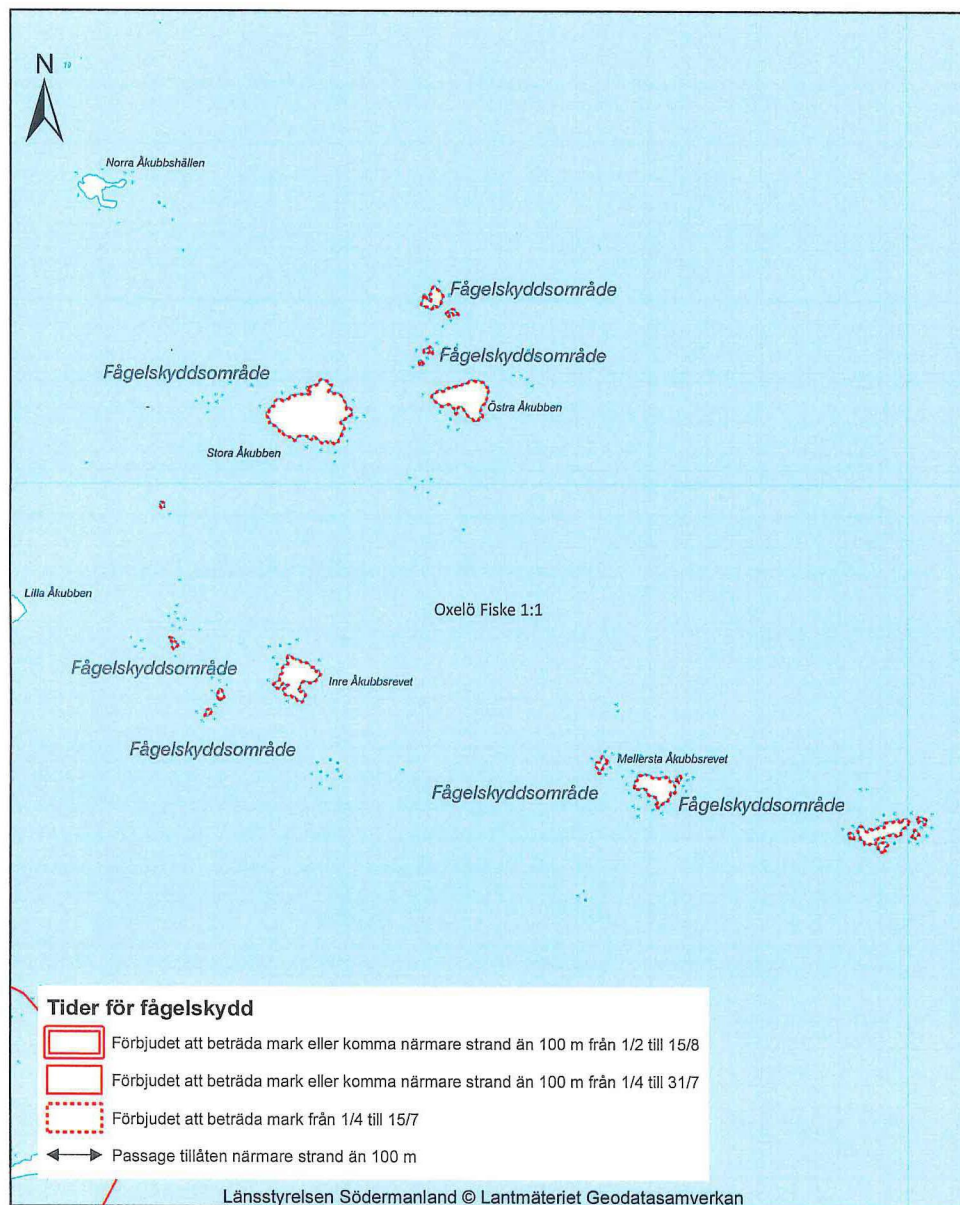 N
19
Norra Åkubbshällen
Fågelskyddsområde
Fågelskyddsområde
Fågelskyddsområde
Östra Åkubben
Stora Åkubben
Lilla Åkubben
Oxelö Fiske 1:1
Fågelskyddsområde
Inre Åkubbsrevet
Fågelskyddsområde
Mellersta Åkubbsrevet
Fågelskyddsområde
Fågelskyddsområde
Tider för fågelskydd
Förbjudet att beträda mark eller komma närmare strand än 100 m från 1/2 till 15/8
Förbjudet att beträda mark eller komma närmare strand än 100 m från 1/4 till 31/7
Förbjudet att beträda mark från 1/4 till 15/7
Passage tillåten närmare strand än 100 m
Länsstyrelsen Södermanland © Lantmäteriet Geodatasamverkan